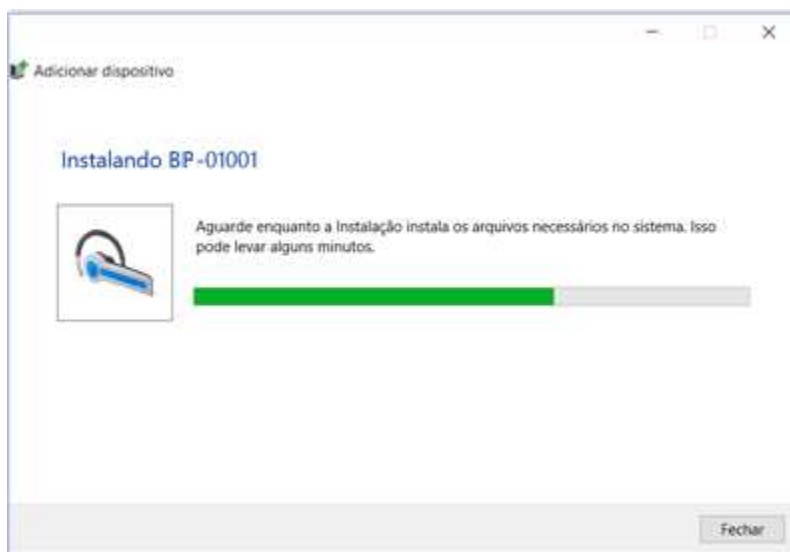 Adicionar dispositivo
Instalando BP-01001
Aguarde enquanto a Instalação instala os arquivos necessários no sistema. Isso
pode levar alguns minutos.
Fechar